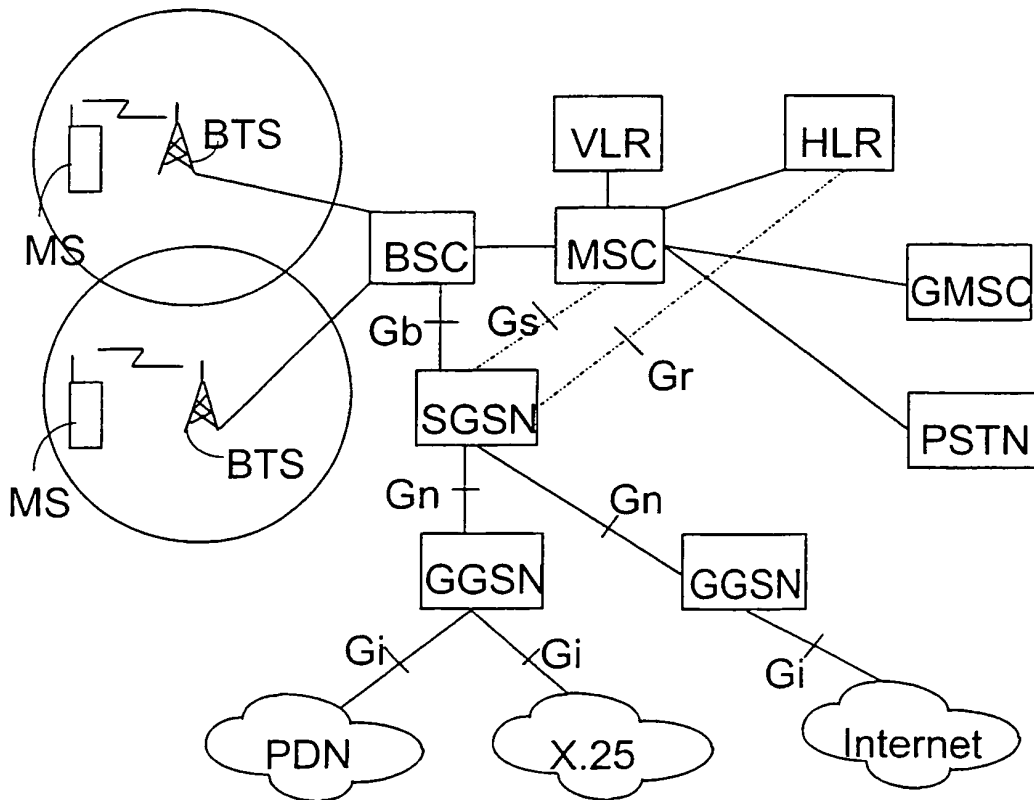 BTS
VLR
HLR
MS
BSC
MSC
GMSC
Gb
Gs
Gr
SGSN
PSTN
BTS
MS
Gn
Gn
GGSN
GGSN
Gi
Gi
Gi
PDN
X.25
Internet